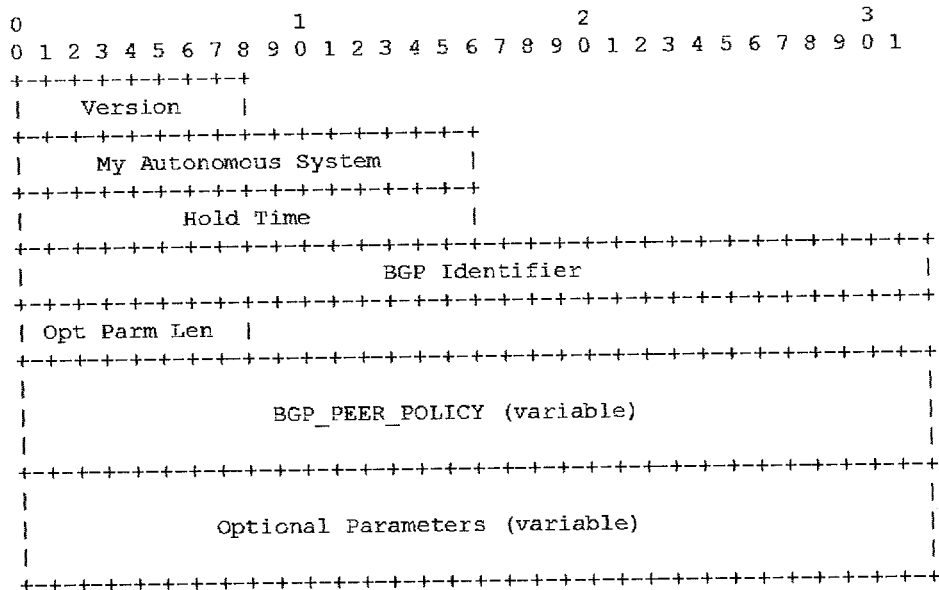 0                   1                   2                   3
0 1 2 3 4 5 6 7 8 9 0 1 2 3 4 5 6 7 8 9 0 1 2 3 4 5 6 7 8 9 0 1
+-+-+-+-+-+-+-+-+
|    Version    |
+-+-+-+-+-+-+-+-+-+-+-+-+-+-+-+-+
|     My Autonomous System      |
+-+-+-+-+-+-+-+-+-+-+-+-+-+-+-+-+
|           Hold Time           |
+-+-+-+-+-+-+-+-+-+-+-+-+-+-+-+-+-+-+-+-+-+-+-+-+-+-+-+-+-+-+-+-+
|                         BGP Identifier                        |
+-+-+-+-+-+-+-+-+-+-+-+-+-+-+-+-+-+-+-+-+-+-+-+-+-+-+-+-+-+-+-+-+
| Opt Parm Len  |
+-+-+-+-+-+-+-+-+-+-+-+-+-+-+-+-+-+-+-+-+-+-+-+-+-+-+-+-+-+-+-+-+
|                                                               |
|                 BGP_PEER_POLICY (variable)                    |
|                                                               |
+-+-+-+-+-+-+-+-+-+-+-+-+-+-+-+-+-+-+-+-+-+-+-+-+-+-+-+-+-+-+-+-+
|                                                               |
|             Optional Parameters (variable)                    |
|                                                               |
+-+-+-+-+-+-+-+-+-+-+-+-+-+-+-+-+-+-+-+-+-+-+-+-+-+-+-+-+-+-+-+-+